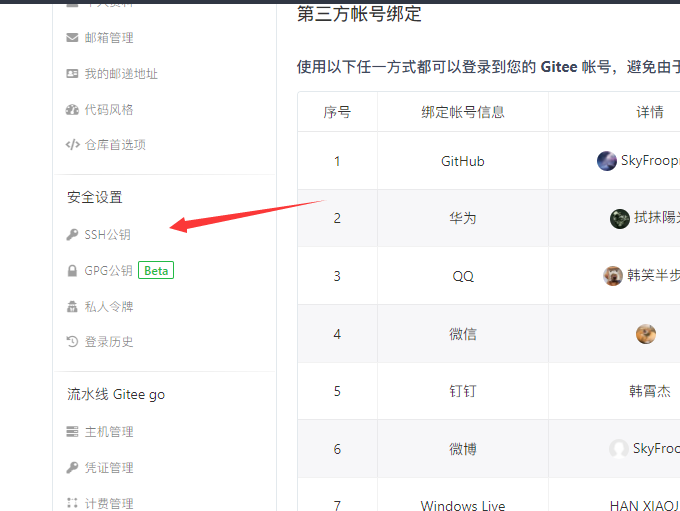 个人资料
邮箱管理
我的邮递地址
代码风格
仓库首选项
安全设置
SSH公钥
GPG公钥 Beta
私人令牌
登录历史
流水线 Gitee go
主机管理
凭证管理
计费管理
第三方帐号绑定
使用以下任一方式都可以登录到您的 Gitee 帐号，避免由于
序号 绑定帐号信息 详情
1 GitHub SkyFroop
2 华为 拭抹陽
3 QQ 韩笑半步
4 微信
5 钉钉 韩霄杰
6 微博 SkyFroo
7 Windows Live HAN XIAOJ